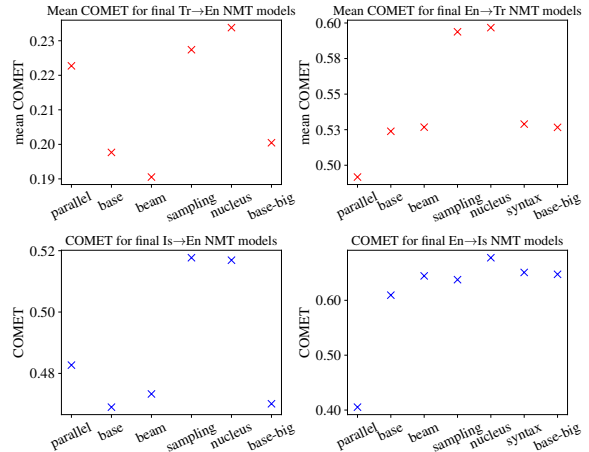 Mean COMET for final Tr→En NMT models
mean COMET
0.23
0.22
0.21
0.20
0.19
parallel
base
beam
sampling
nucleus
base-big
Mean COMET for final En→Tr NMT models
mean COMET
0.60
0.57
0.53
0.50
parallel
base
beam
sampling
nucleus
syntax
base-big
COMET for final Is→En NMT models
COMET
0.52
0.50
0.48
parallel
base
beam
sampling
nucleus
base-big
COMET for final En→Is NMT models
COMET
0.60
0.50
0.40
parallel
base
beam
sampling
nucleus
syntax
base-big